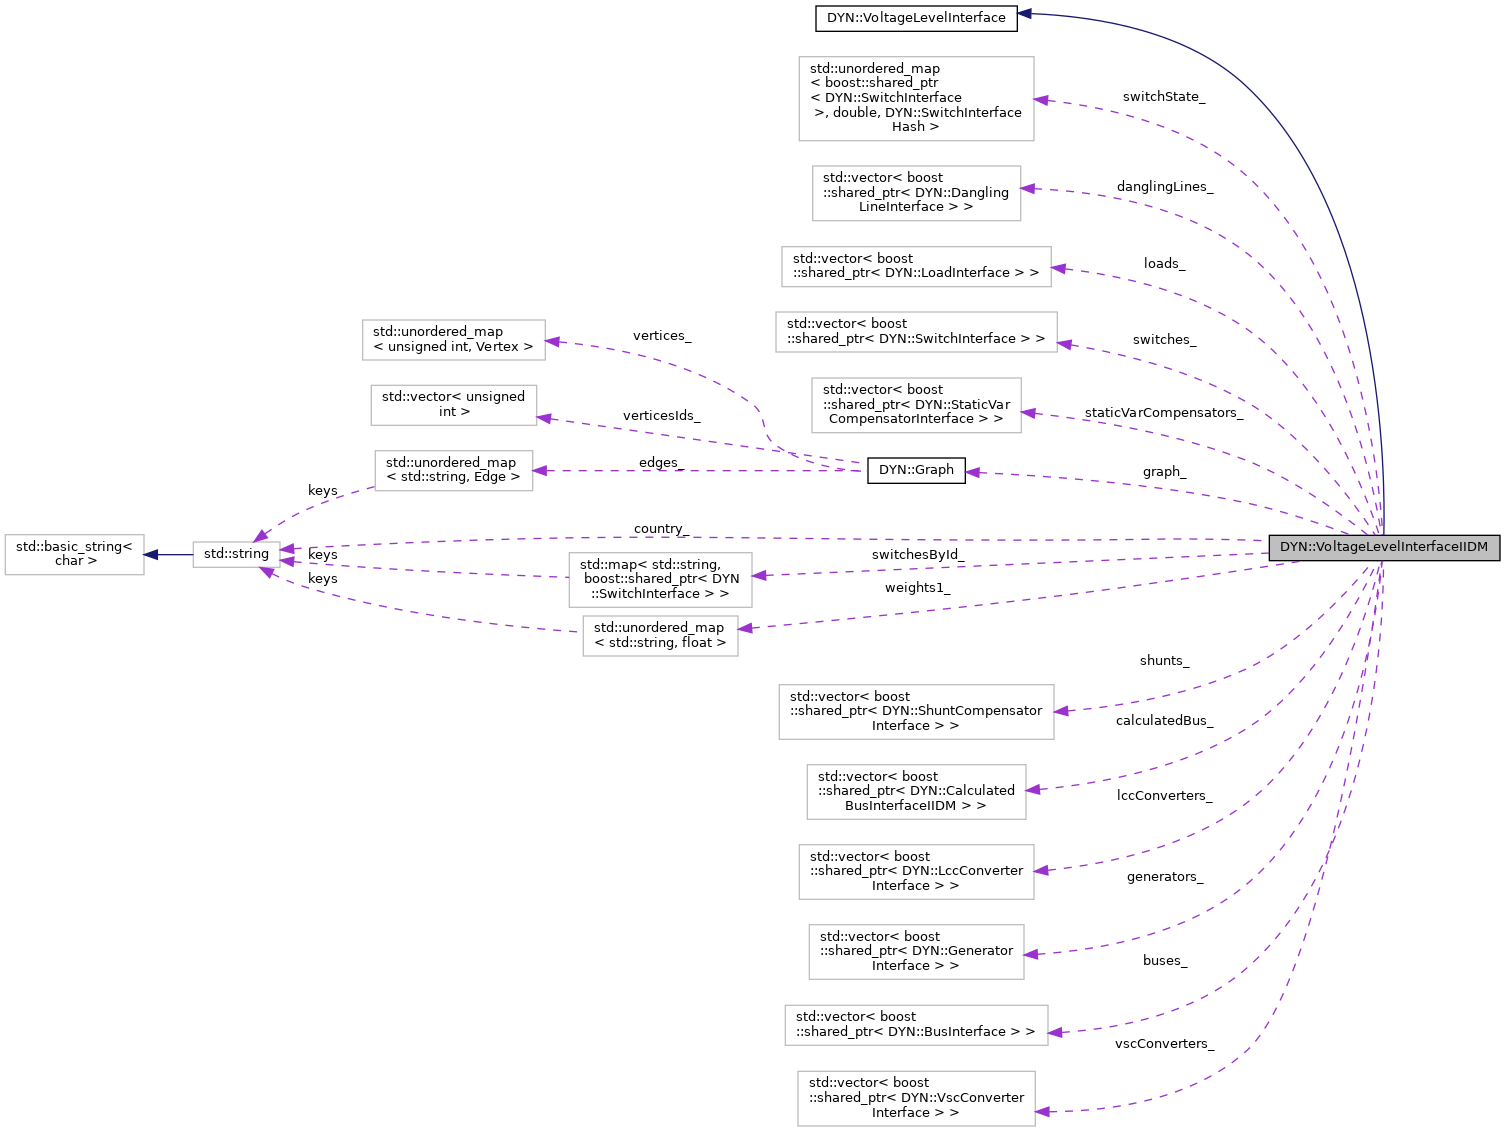 DYN::VoltageLevelInterface
std::unordered_map
< boost::shared_ptr
< DYN::SwitchInterface
>, double, DYN::SwitchInterface
Hash >
switchState_
std::vector< boost
::shared_ptr< DYN::Dangling
LineInterface > >
danglingLines_
std::vector< boost
::shared_ptr< DYN::LoadInterface > >
loads_
std::vector< boost
::shared_ptr< DYN::SwitchInterface > >
switches_
std::unordered_map
< unsigned int, Vertex >
vertices_
std::vector< boost
::shared_ptr< DYN::StaticVar
CompensatorInterface > >
staticVarCompensators_
std::vector< unsigned
int >
verticesIds_
std::unordered_map
< std::string, Edge >
edges_
DYN::Graph
graph_
keys
std::basic_string<
char >
std::string
country_
DYN::VoltageLevelInterfaceIIDM
keys
std::map< std::string,
boost::shared_ptr< DYN
::SwitchInterface > >
switchesById_
keys
std::unordered_map
< std::string, float >
weights1_
std::vector< boost
::shared_ptr< DYN::ShuntCompensator
Interface > >
shunts_
std::vector< boost
::shared_ptr< DYN::Calculated
BusInterfaceIIDM > >
calculatedBus_
std::vector< boost
::shared_ptr< DYN::LccConverter
Interface > >
lccConverters_
std::vector< boost
::shared_ptr< DYN::Generator
Interface > >
generators_
std::vector< boost
::shared_ptr< DYN::BusInterface > >
buses_
std::vector< boost
::shared_ptr< DYN::VscConverter
Interface > >
vscConverters_